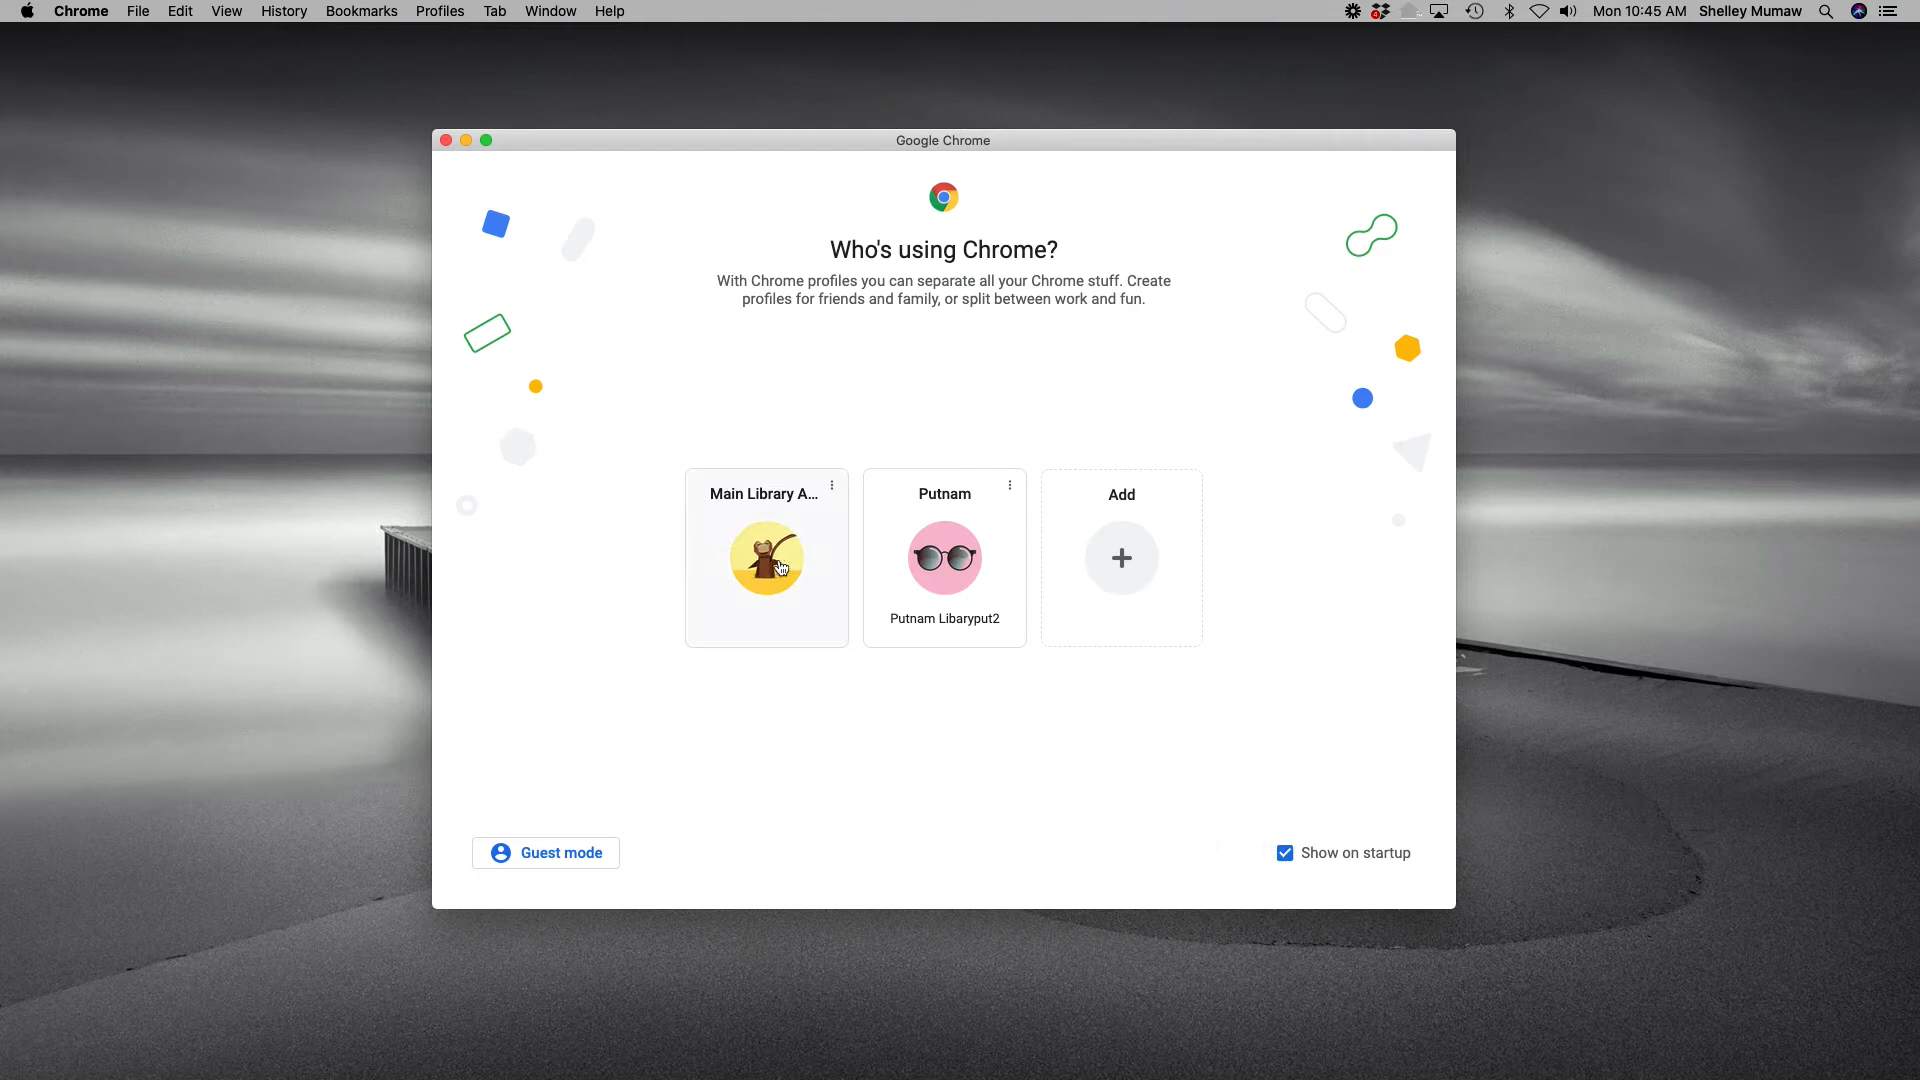 Chrome File Edit View History Bookmarks Profiles Tab Window Help
4
Mon 10:45 AM Shelley Mumaw
Google Chrome
Who's using Chrome?
With Chrome profiles you can separate all your Chrome stuff. Create
profiles for friends and family, or split between work and fun.
Main Library A...
Putnam
Add
Putnam Libaryput2
Guest mode
Show on startup